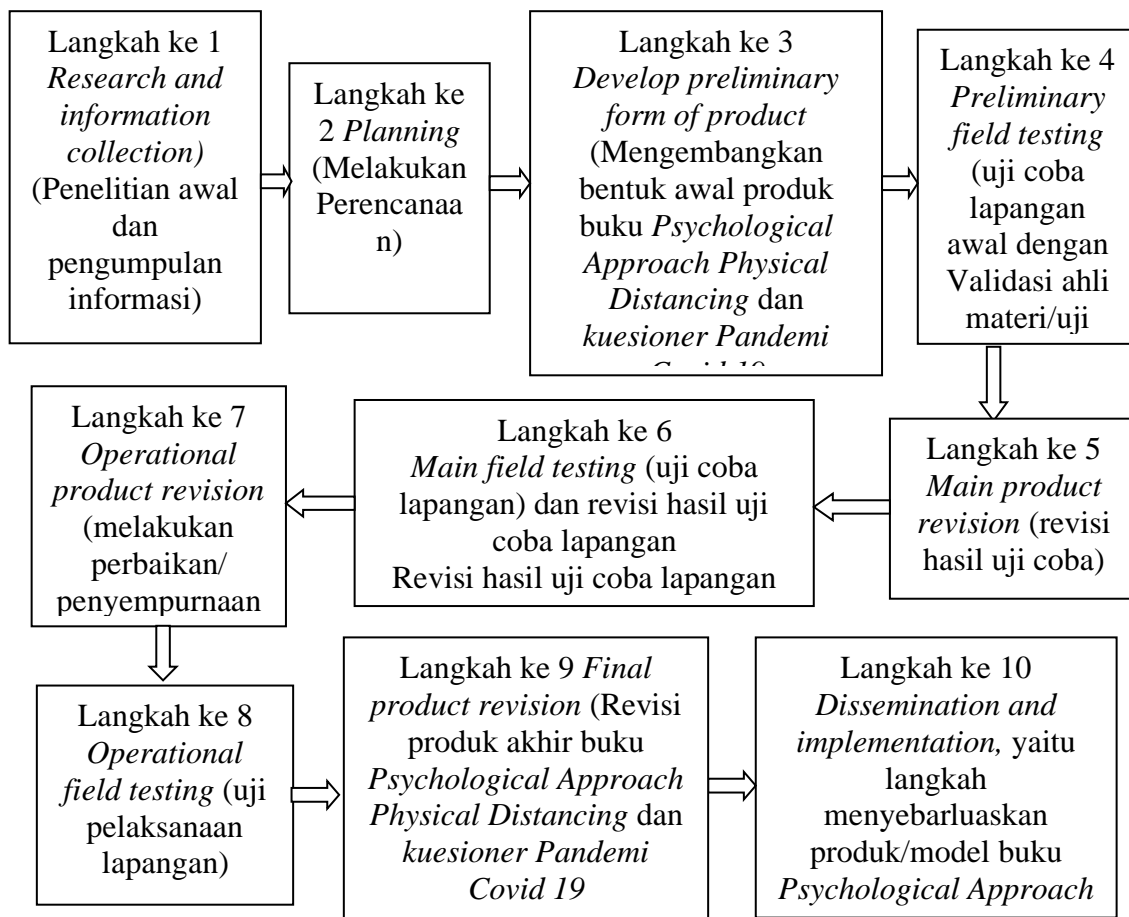 Langkah ke 1
Research and
information
collection)
(Penelitian awal
dan
pengumpulan
informasi)
Langkah ke
2 Planning
(Melakukan
Perencanaa
n)
Langkah ke 3
Develop preliminary
form of product
(Mengembangkan
bentuk awal produk
buku Psychological
Approach Physical
Distancing dan
kuesioner Pandemi
Covid 19
Langkah ke 4
Preliminary
field testing
(uji coba
lapangan
awal dengan
Validasi ahli
materi/uji
Langkah ke 5
Main product
revision (revisi
hasil uji coba)
Langkah ke 6
Main field testing (uji coba
lapangan) dan revisi hasil uji
coba lapangan
Revisi hasil uji coba lapangan
Langkah ke 7
Operational
product revision
(melakukan
perbaikan/
penyempurnaan
Langkah ke 8
Operational
field testing (uji
pelaksanaan
lapangan)
Langkah ke 9 Final
product revision (Revisi
produk akhir buku
Psychological Approach
Physical Distancing dan
kuesioner Pandemi
Covid 19
Langkah ke 10
Dissemination and
implementation, yaitu
langkah
menyebarluaskan
produk/model buku
Psychological Approach